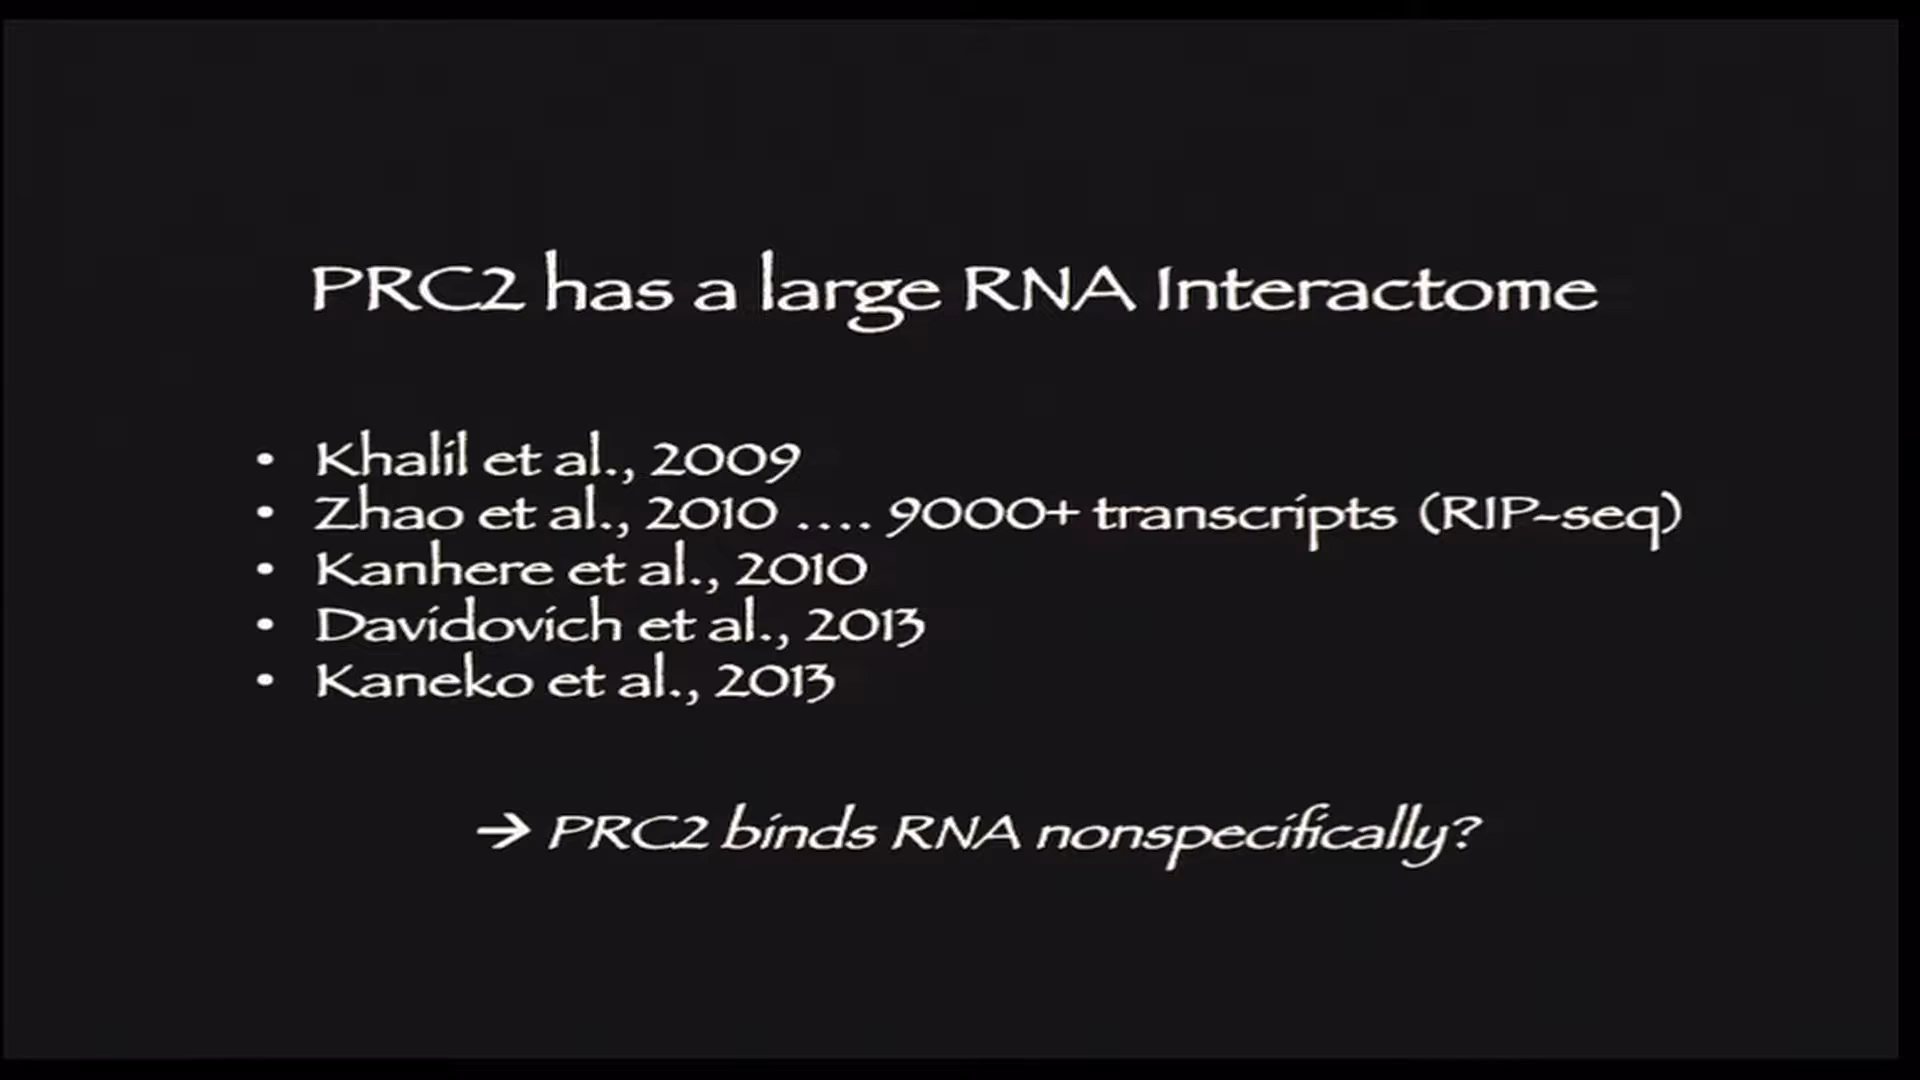 PRC2 has a large RNA Interactome
• Khalil et al., 2009
• Zhao et al., 2010 .... 9000+ transcripts (RIP-seq)
• Kanhere et al., 2010
• Davidovich et al., 2013
• Kaneko et al., 2013
→ PRC2 binds RNA nonspecifically?